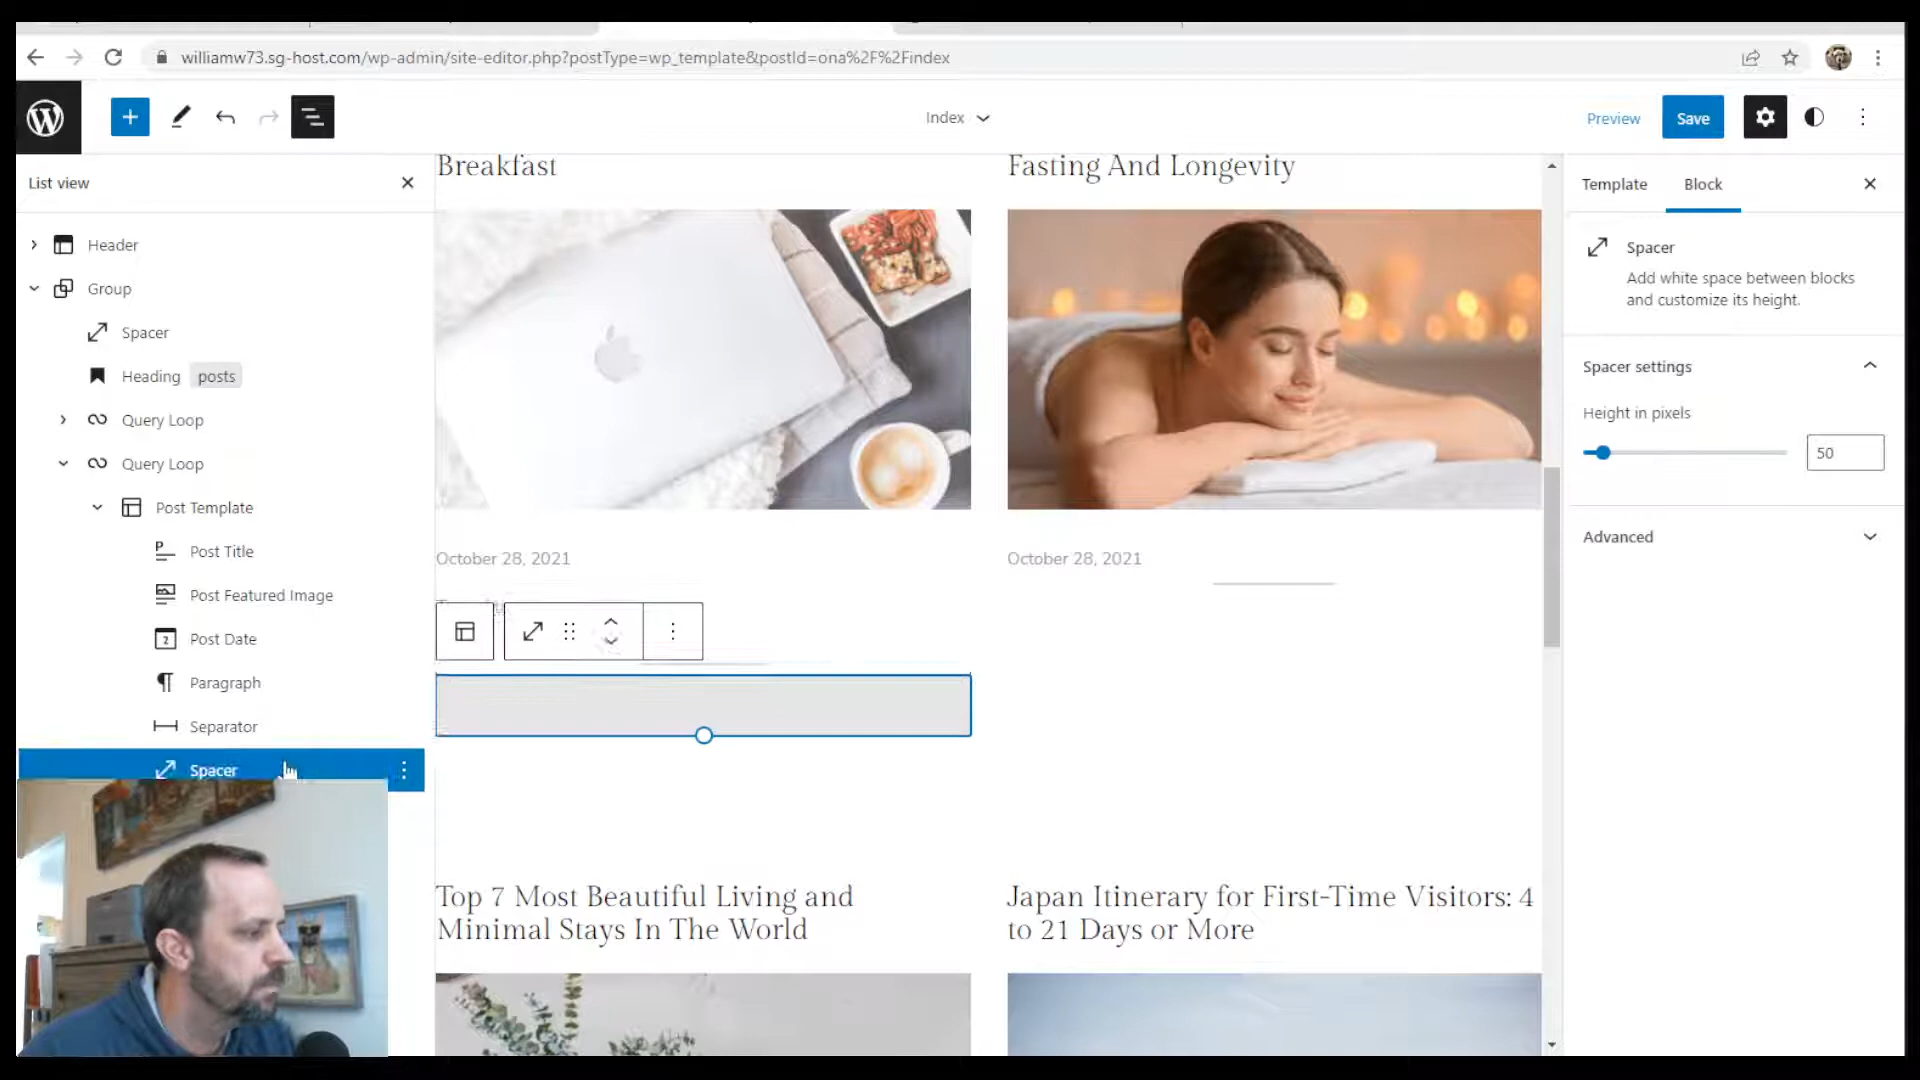 williamw73.sg-host.com/wp-admin/site-editor.php?postType=wp_template&postId=ona%2F%2Findex
Index
Preview
Save
List view
Header
Group
Spacer
Heading posts
Query Loop
Query Loop
Post Template
Post Title
Post Featured Image
2 Post Date
Paragraph
Separator
Spacer
Breakfast
Fasting And Longevity
October 28, 2021
October 28, 2021
Top 7 Most Beautiful Living and
Minimal Stays In The World
Japan Itinerary for First-Time Visitors: 4
to 21 Days or More
Template
Block
Spacer
Add white space between blocks
and customize its height.
Spacer settings
Height in pixels
50
Advanced